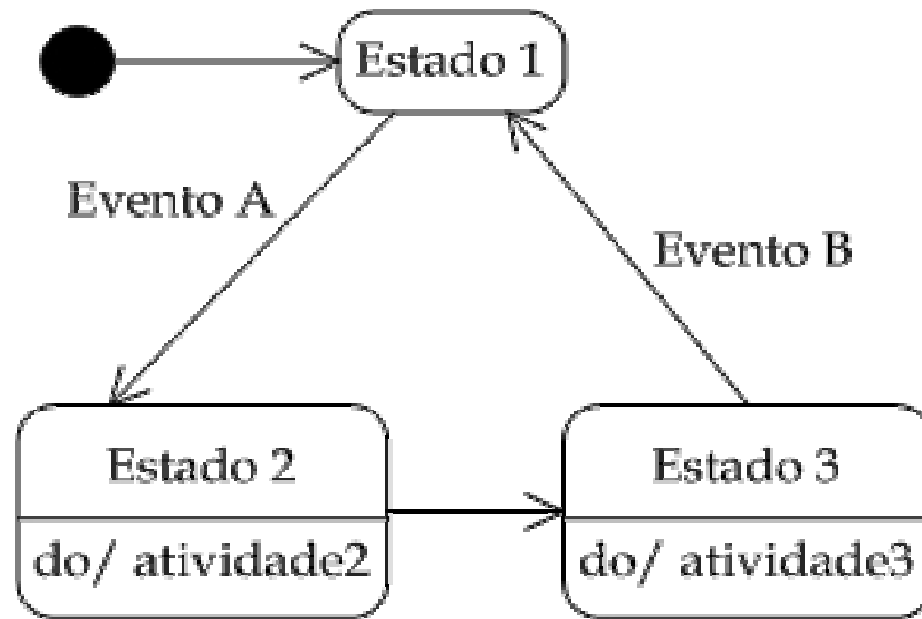 Estado 1
Evento A
Evento B
Estado 2
do/ atividade2
Estado 3
do/ atividade3